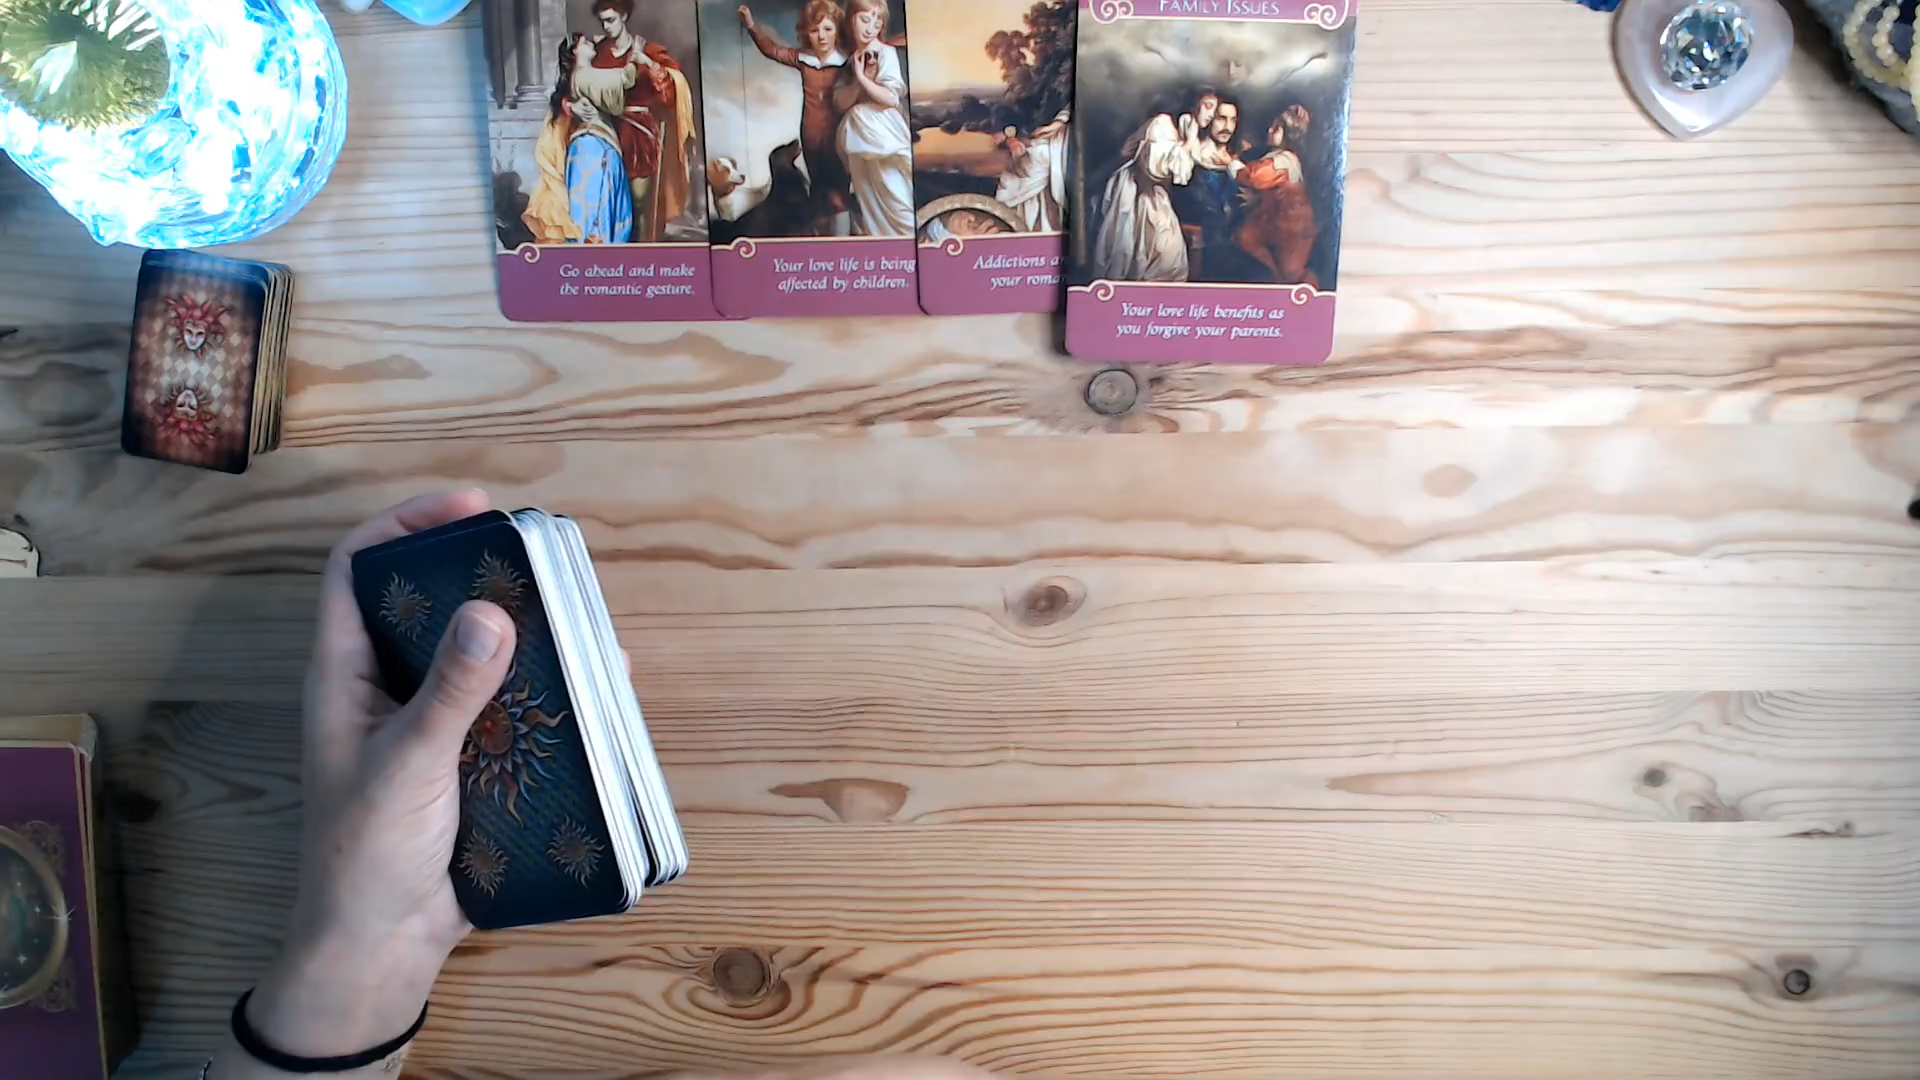 FAMILY ISSUES
Go ahead and make
the romantic gesture.
Your love life is being
affected by children.
Addictions
your
Your love life benefits as
you forgive your parents.